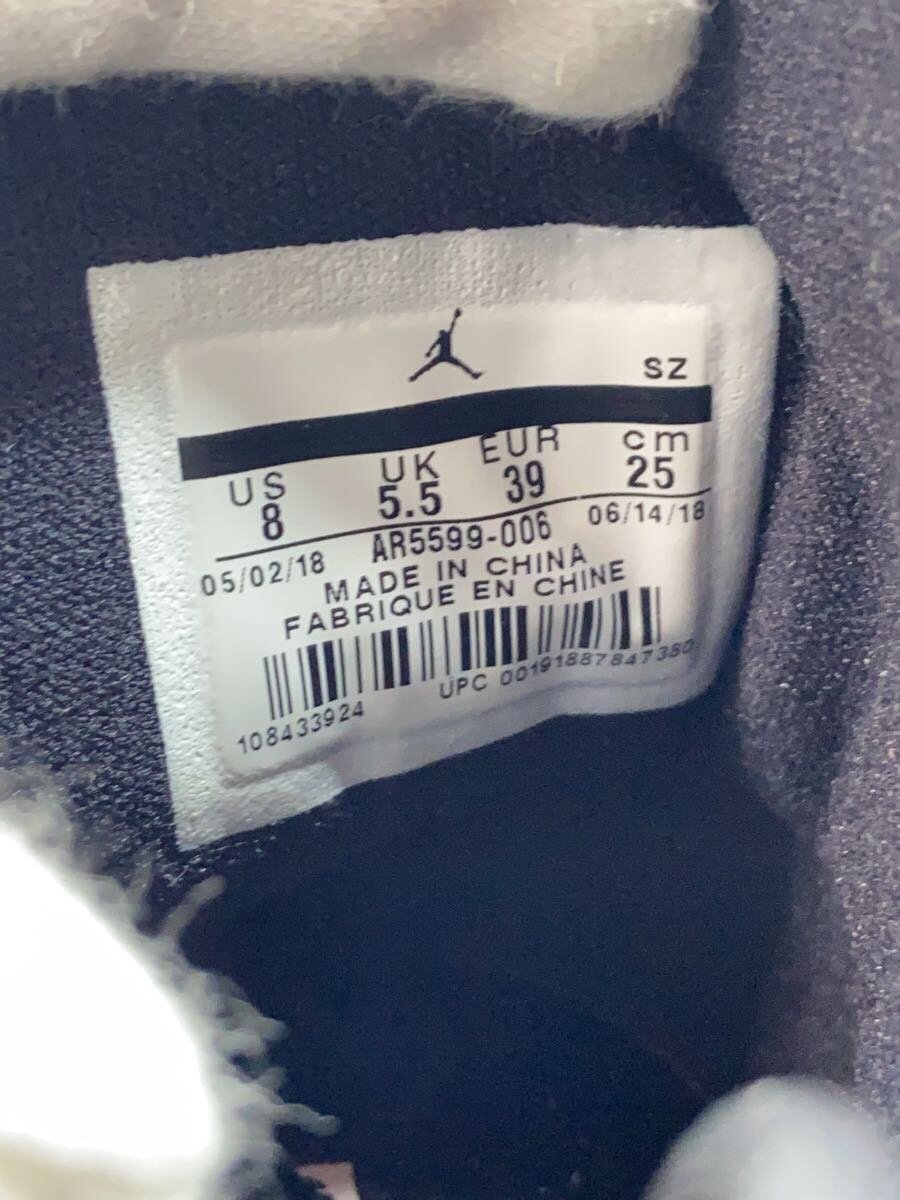 SZ
US UK EUR cm
8 5.5 39 25
05/02/18 AR5599-006 06/14/18
MADE IN CHINA
FABRIQUE EN CHINE
108433924 UPC 00191887847380